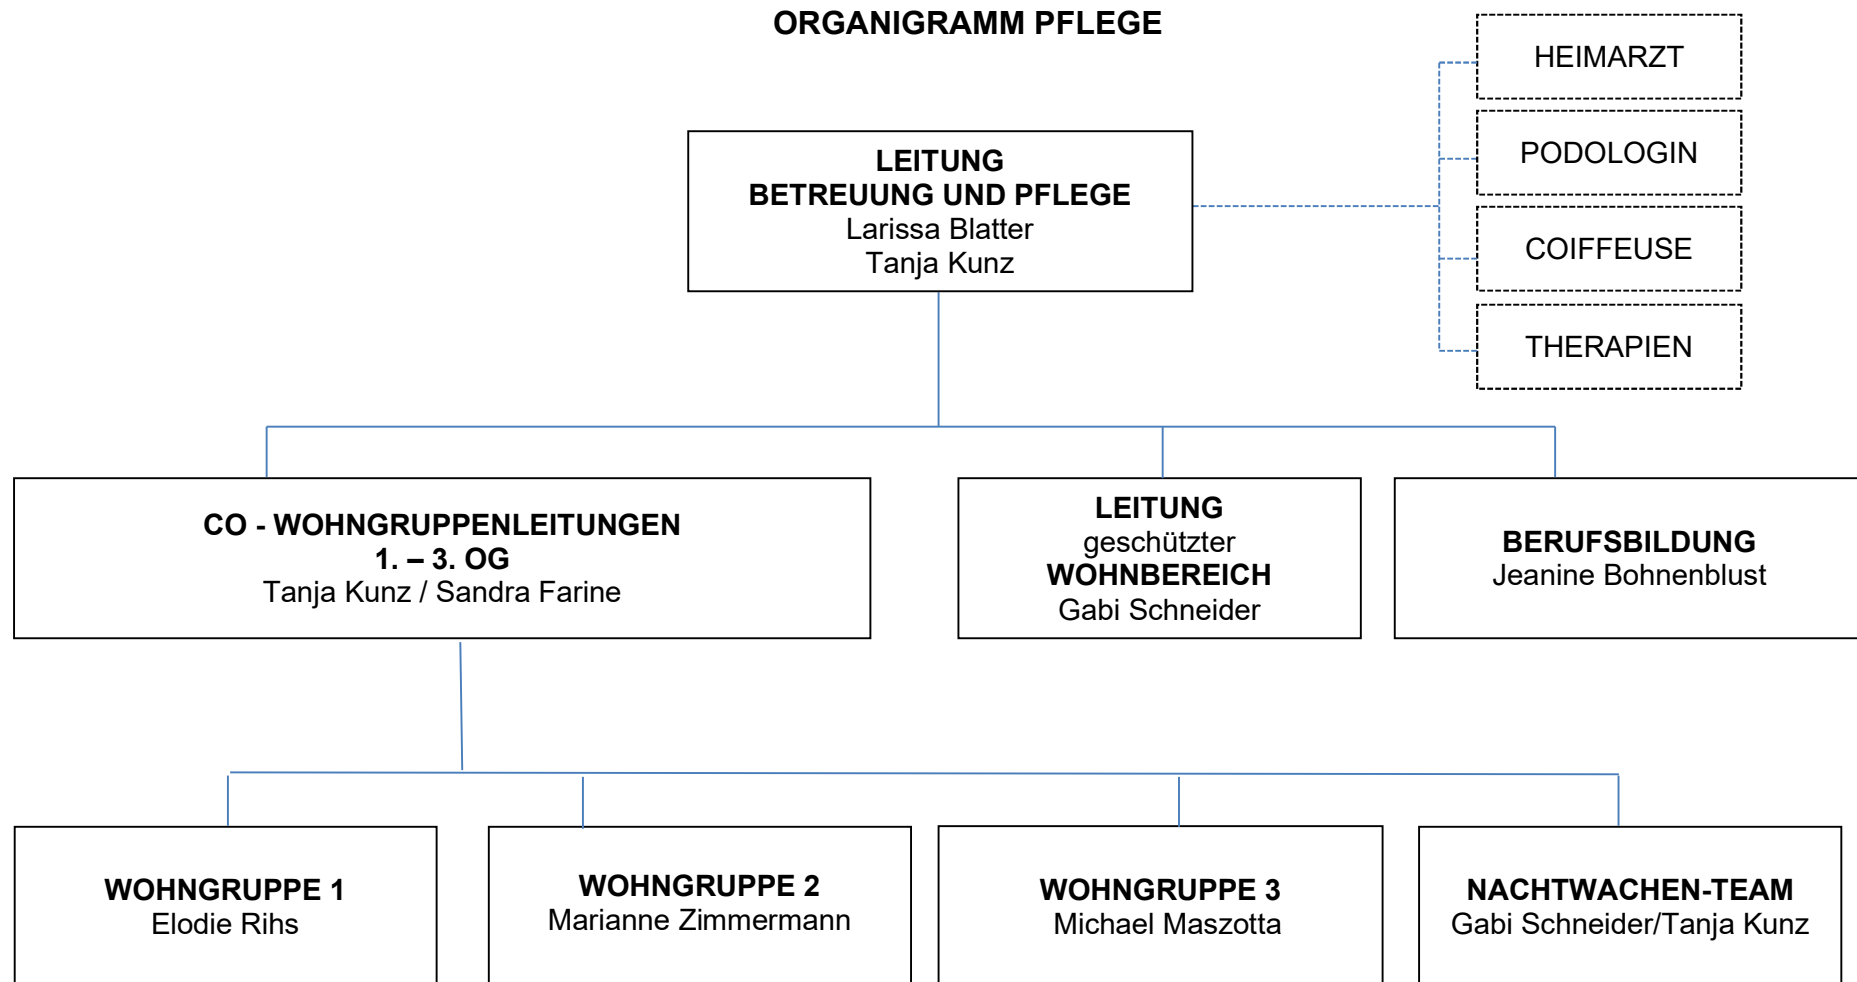 ORGANIGRAMM PFLEGE
HEIMARZT
PODOLOGIN
COIFFEUSE
THERAPIEN
LEITUNG
BETREUUNG UND PFLEGE
Larissa Blatter
Tanja Kunz
CO - WOHNGRUPPENLEITUNGEN
1. – 3. OG
Tanja Kunz / Sandra Farine
LEITUNG
geschützter
WOHNBEREICH
Gabi Schneider
BERUFSBILDUNG
Jeanine Bohnenblust
WOHNGRUPPE 1
Elodie Rihs
WOHNGRUPPE 2
Marianne Zimmermann
WOHNGRUPPE 3
Michael Maszotta
NACHTWACHEN-TEAM
Gabi Schneider/Tanja Kunz